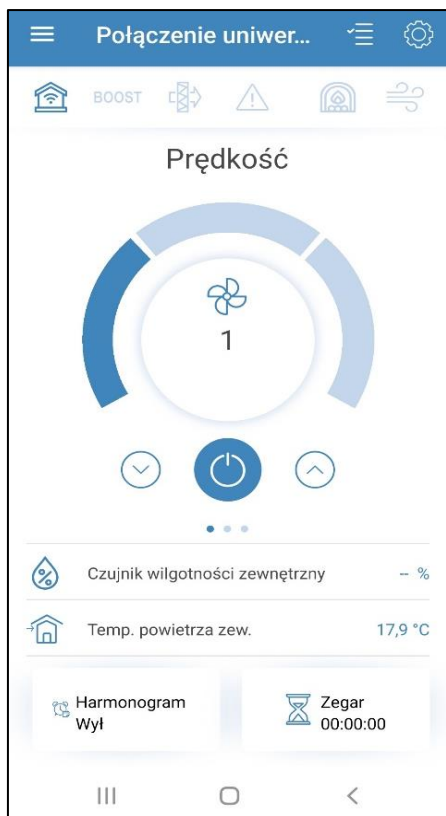 Połączenie uniwer...
BOOST
Prędkość
1
Czujnik wilgotności zewnętrzny – %
Temp. powietrza zew. 17,9 °C
Harmonogram
Wył
Zegar
00:00:00